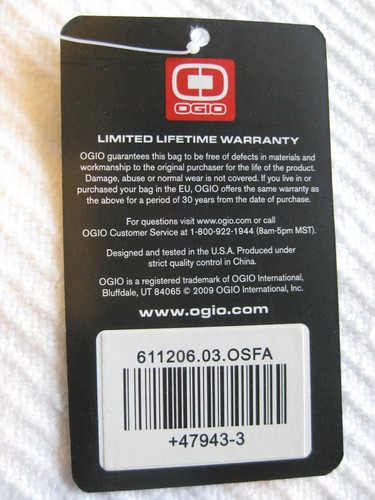 OGIO
LIMITED LIFETIME WARRANTY
OGIO guarantees this bag to be free of defects in materials and
workmanship to the original purchaser for the life of the product.
Damage, abuse or normal wear is not covered. If you live in or
purchased your bag in the EU, OGIO offers the same warranty as
the above for a period of 30 years from the date of purchase.
For questions visit www.ogio.com or call
OGIO Customer Service at 1-800-922-1944 (8am-5pm MST).
Designed and tested in the U.S.A. Produced under
strict quality control in China.
OGIO is a registered trademark of OGIO International,
Bluffdale, UT 84065 © 2009 OGIO International, Inc.
www.ogio.com
611206.03.OSFA
+47943-3